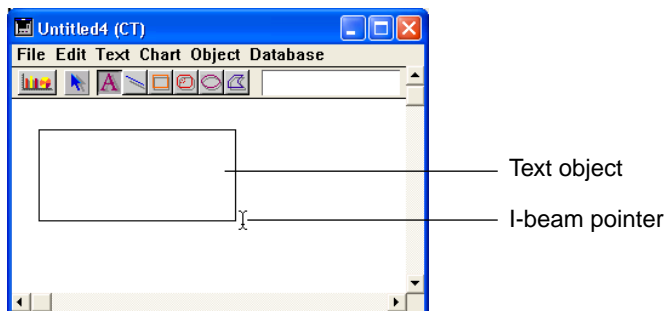 Untitled4 (CT)
File Edit Text Chart Object Database
A
Text object
I-beam pointer